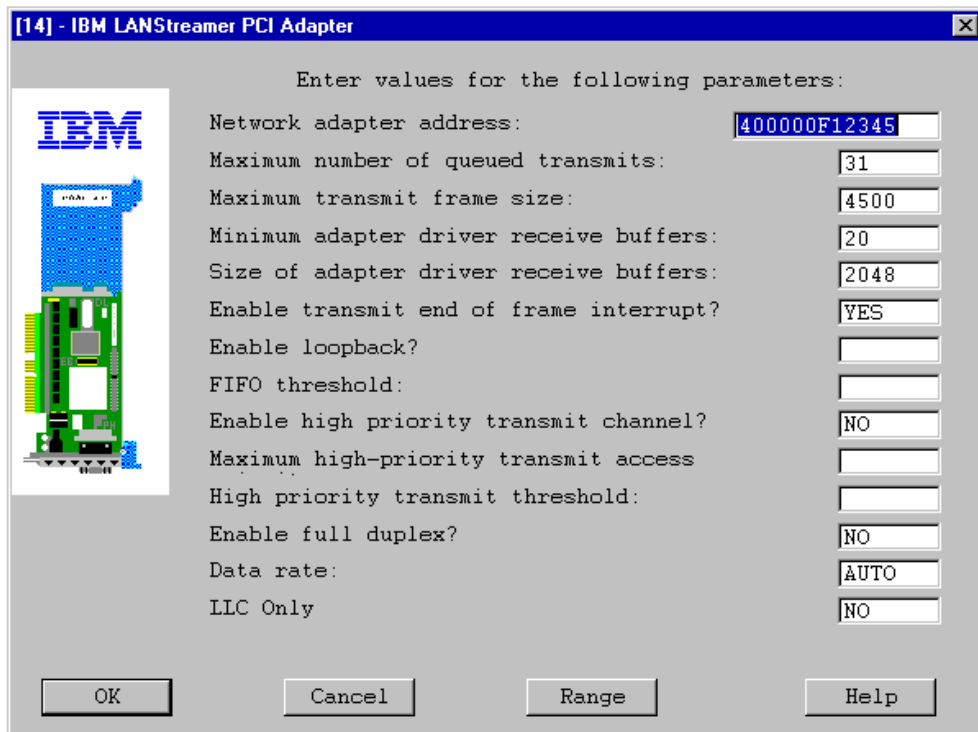 [14] - IBM LANStreamer PCI Adapter
Enter values for the following parameters:
IBM
Network adapter address: 400000F12345
Maximum number of queued transmits: 31
Maximum transmit frame size: 4500
Minimum adapter driver receive buffers: 20
Size of adapter driver receive buffers: 2048
Enable transmit end of frame interrupt? YES
Enable loopback?
FIFO threshold:
Enable high priority transmit channel? NO
Maximum high-priority transmit access
High priority transmit threshold:
Enable full duplex? NO
Data rate: AUTO
LLC Only NO
OK Cancel Range Help